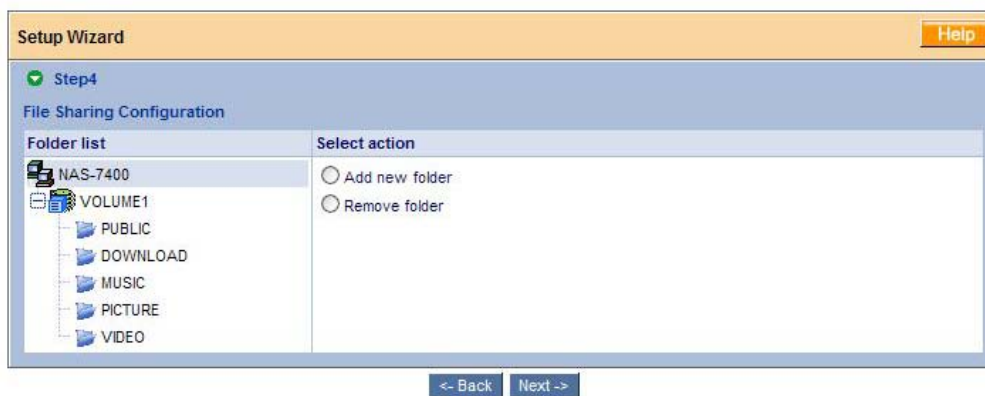 Setup Wizard
Help
Step4
File Sharing Configuration
Folder list
Select action
NAS-7400
Add new folder
VOLUME1
Remove folder
PUBLIC
DOWNLOAD
MUSIC
PICTURE
VIDEO
<- Back
Next ->